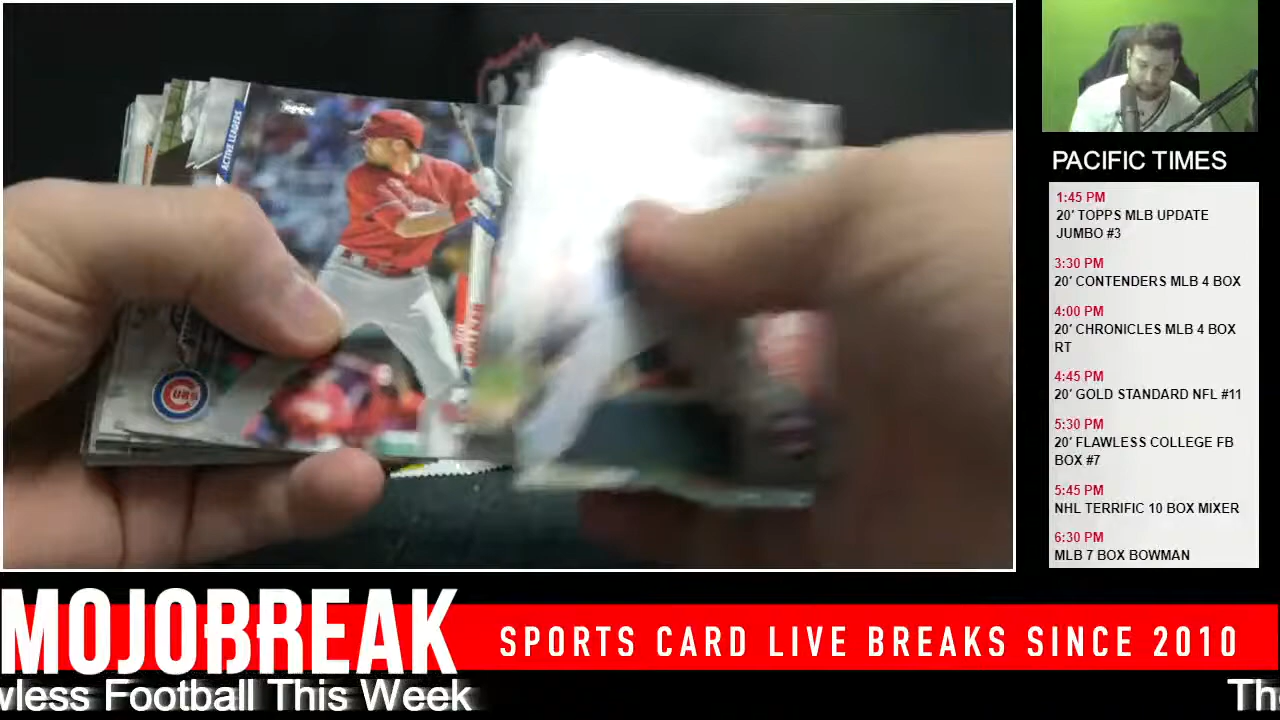 ACTIVE LEADERS
CUBS
PACIFIC TIMES
1:45 PM
20' TOPPS MLB UPDATE
JUMBO #3
3:30 PM
20' CONTENDERS MLB 4 BOX
4:00 PM
20' CHRONICLES MLB 4 BOX
RT
4:45 PM
20' GOLD STANDARD NFL #11
5:30 PM
20' FLAWLESS COLLEGE FB
BOX #7
5:45 PM
NHL TERRIFIC 10 BOX MIXER
6:30 PM
MLB 7 BOX BOWMAN
MOJOBREAK
SPORTS CARD LIVE BREAKS SINCE 2010
wless Football This Week
The